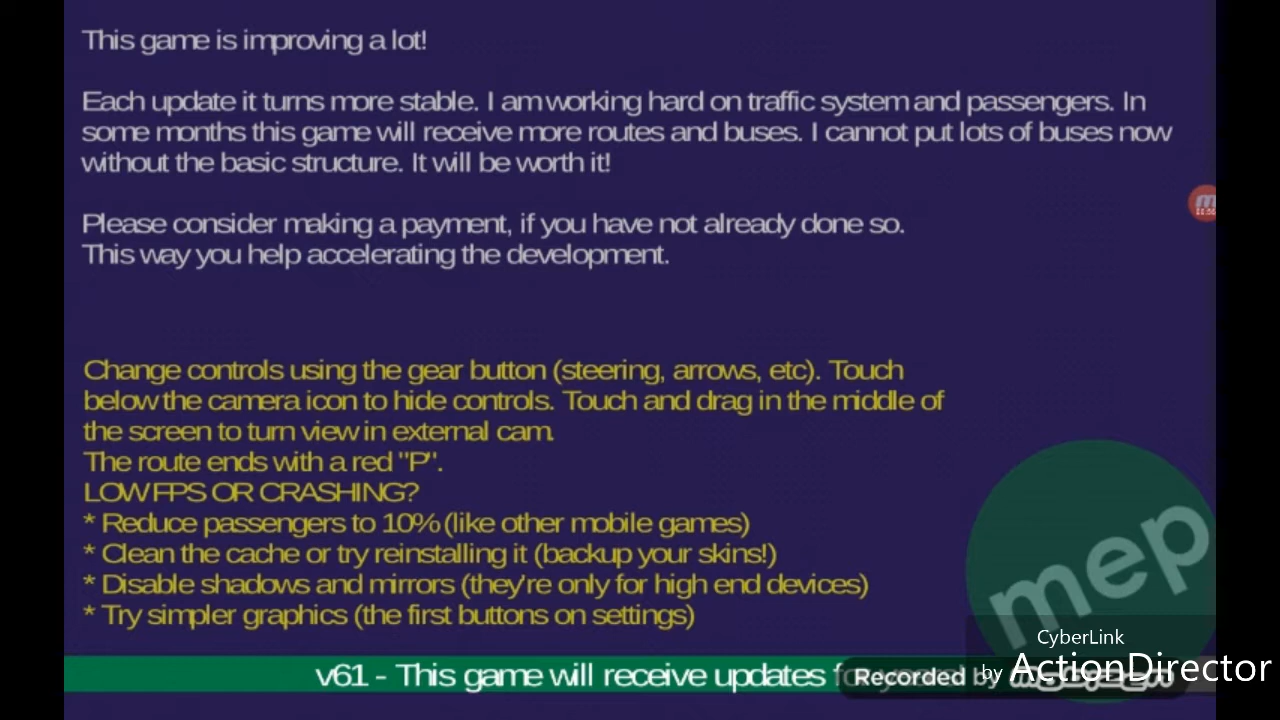 This game is improving a lot!
Each update it turns more stable. I am working hard on traffic system and passengers. In
some months this game will receive more routes and buses. I cannot put lots of buses now
without the basic structure. It will be worth it!
Please consider making a payment, if you have not already done so.
This way you help accelerating the development.
Change controls using the gear button (steering, arrows, etc). Touch
below the camera icon to hide controls. Touch and drag in the middle of
the screen to turn view in external cam.
The route ends with a red "P".
LOW FPS OR CRASHING?
* Reduce passengers to 10% (like other mobile games)
* Clean the cache or try reinstalling it (backup your skins!)
* Disable shadows and mirrors (they're only for high end devices)
* Try simpler graphics (the first buttons on settings)
mep
CyberLink
by ActionDirector
v61 - This game will receive updates
Recorded by